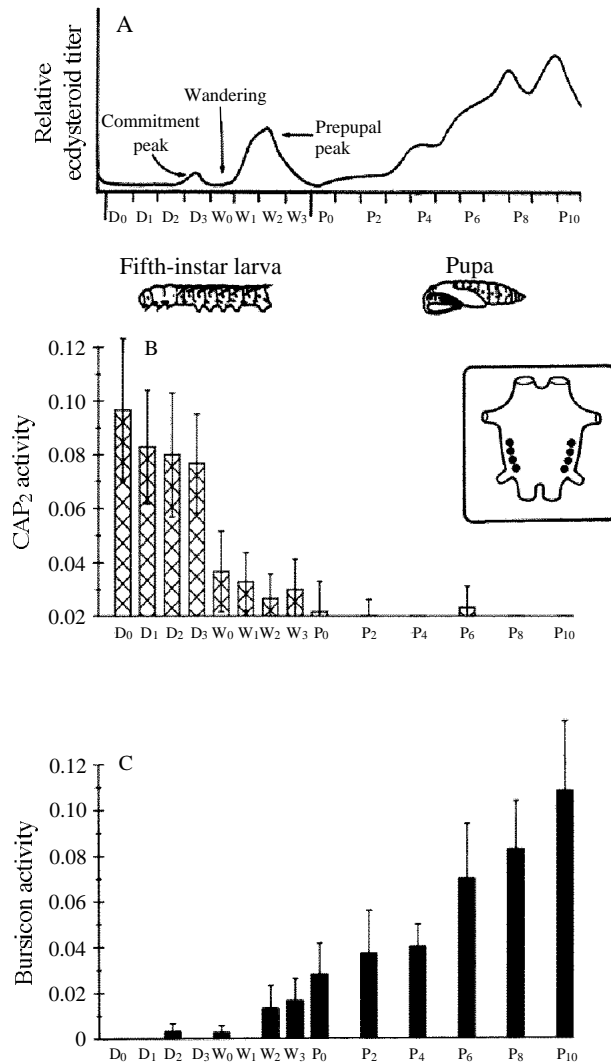 A
Relative
ecdysteroid titer
Wandering
Commitment
peak
Prepupal
peak
D0 D1 D2 D3 W0 W1 W2 W3 P0 P2 P4 P6 P8 P10
Fifth-instar larva
Pupa
B
CAP2 activity
0.12
0.10
0.08
0.06
0.04
0.02
D0 D1 D2 D3 W0 W1 W2 W3 P0 P2 P4 P6 P8 P10
C
Bursicon activity
0.12
0.10
0.08
0.06
0.04
0.02
0
D0 D1 D2 D3 W0 W1 W2 W3 P0 P2 P4 P6 P8 P10